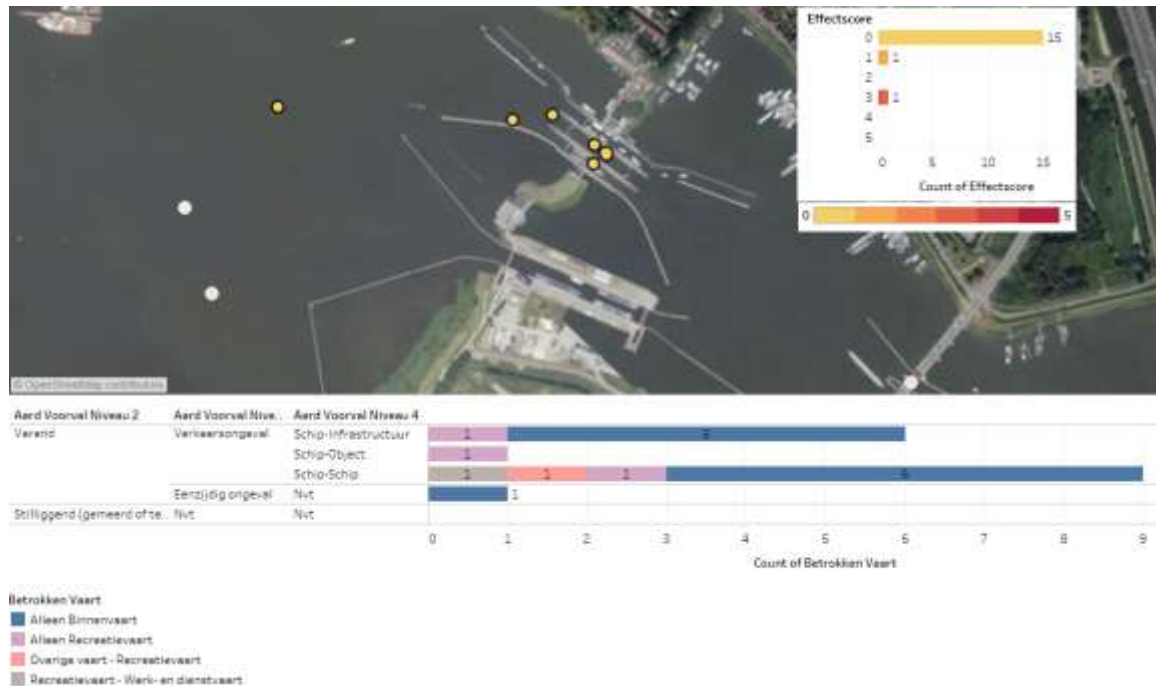 Effectscore
0 15
1 1
2
3 1
4
5
0 5 10 15
Count of Effectscore
0 5
© OpenStreetMap contributors
Aard Voorval Niveau 2 Aard Voorval Nive.. Aard Voorval Niveau 4
Varend Verkeersongeval Schip-Infrastructuur 1 5
Schip-Object 1
Schip-Schip 1 1 1 6
Eenzijdig ongeval Nvt 1
Stilliggend (gemeerd of te.. Nvt Nvt
0 1 2 3 4 5 6 7 8 9
Count of Betrokken Vaart
Betrokken Vaart
Alleen Binnenvaart
Alleen Recreatievaart
Overige vaart - Recreatievaart
Recreatievaart - Werk- en dienstvaart